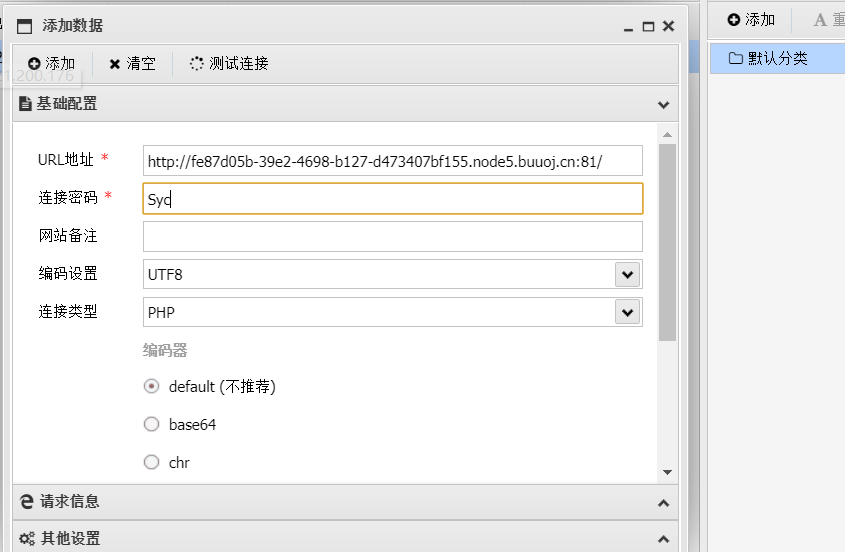 添加数据
添加 清空 测试连接
21.200.176
基础配置
URL地址 * http://fe87d05b-39e2-4698-b127-d473407bf155.node5.buuoj.cn:81/
连接密码 * Syc
网站备注
编码设置 UTF8
连接类型 PHP
编码器
default (不推荐)
base64
chr
请求信息
其他设置
添加 A 重
默认分类